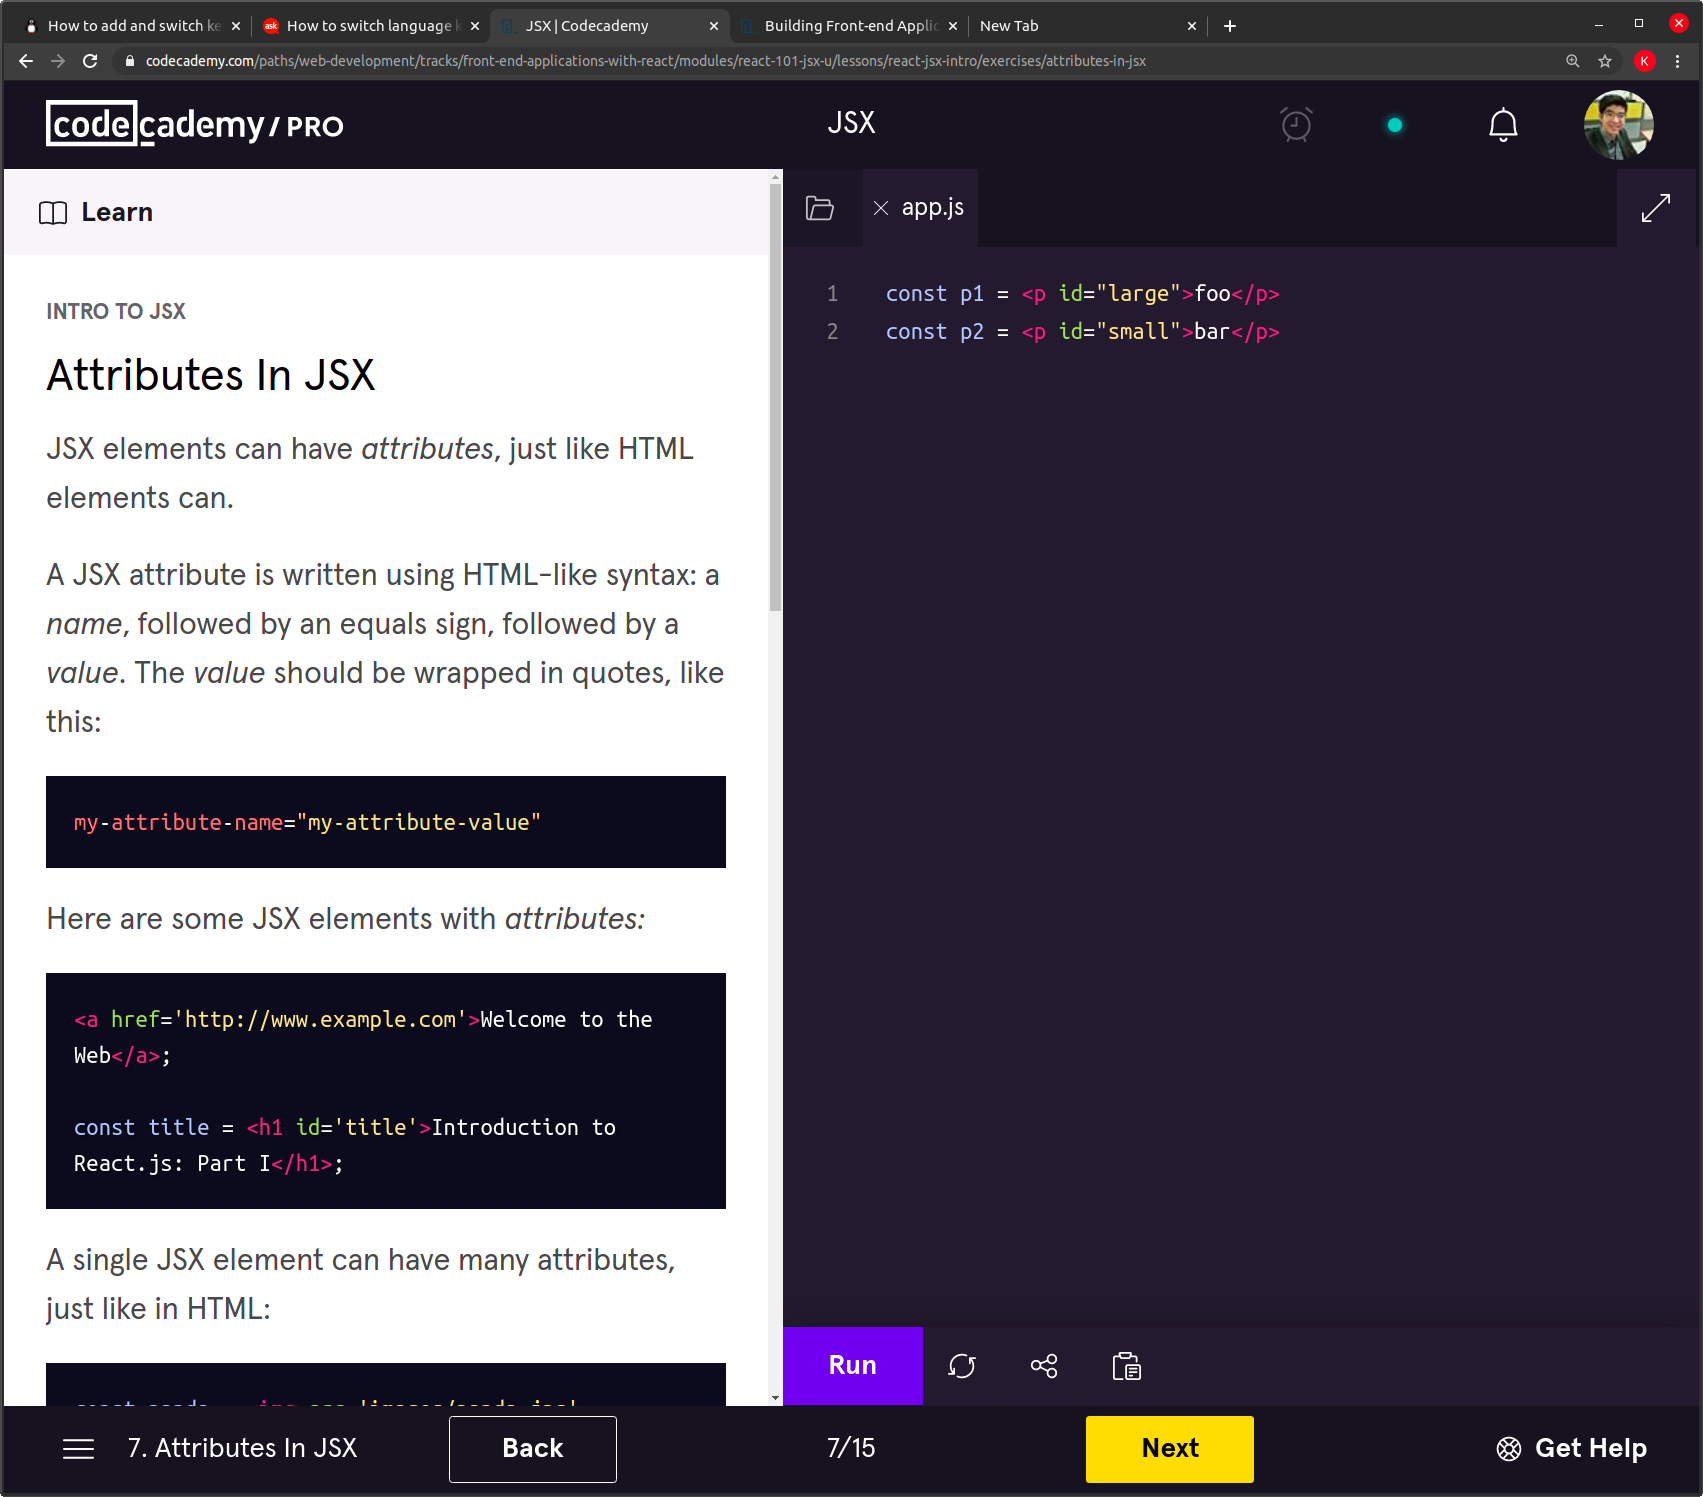 How to add and switch ke
How to switch language k
JSX | Codecademy
Building Front-end Applic
New Tab
codecademy.com/paths/web-development/tracks/front-end-applications-with-react/modules/react-101-jsx-u/lessons/react-jsx-intro/exercises/attributes-in-jsx
K
codecademy / PRO
JSX
Learn
app.js
INTRO TO JSX
Attributes In JSX
JSX elements can have attributes, just like HTML
elements can.
A JSX attribute is written using HTML-like syntax: a
name, followed by an equals sign, followed by a
value. The value should be wrapped in quotes, like
this:
my-attribute-name="my-attribute-value"
Here are some JSX elements with attributes:
<a href='http://www.example.com'>Welcome to the
Web</a>;
const title = <h1 id='title'>Introduction to
React.js: Part I</h1>;
A single JSX element can have many attributes,
just like in HTML:
1 const p1 = <p id="large">foo</p>
2 const p2 = <p id="small">bar</p>
Run
7. Attributes In JSX
Back
7/15
Next
Get Help